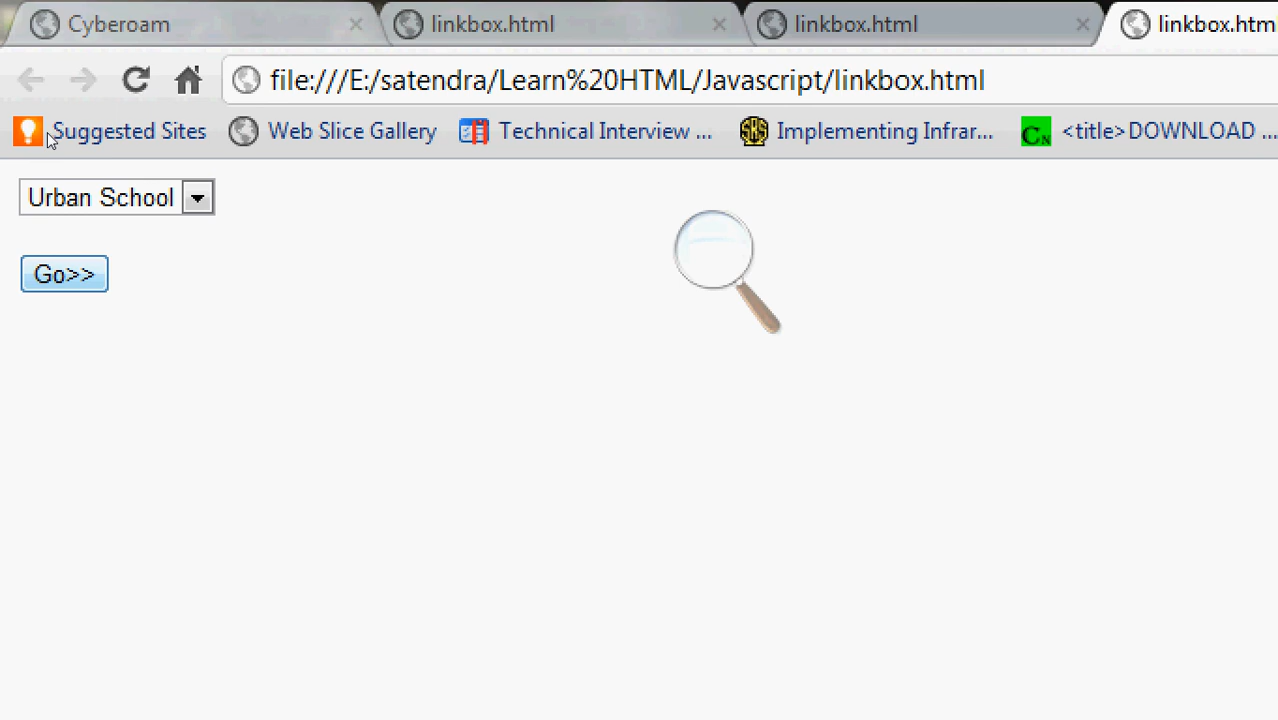 Cyberoam linkbox.html linkbox.html linkbox.htm
file:///E:/satendra/Learn%20HTML/Javascript/linkbox.html
Suggested Sites Web Slice Gallery Technical Interview ... Implementing Infrar... <title>DOWNLOAD ...
Urban School
Go>>